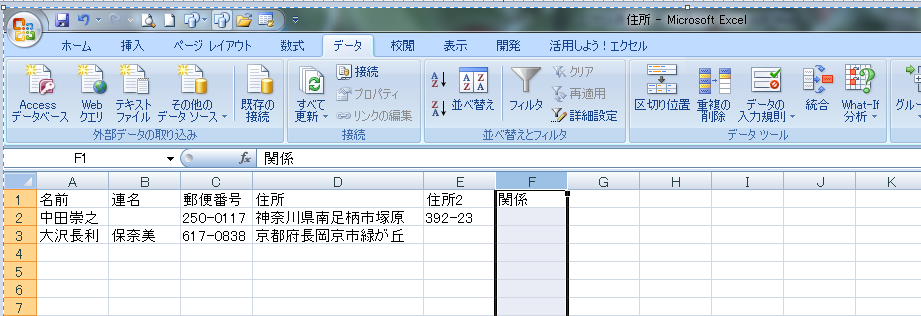 住所 - Microsoft Excel
ホーム 挿入 ページ レイアウト 数式 データ 校閲 表示 開発 活用しよう！エクセル
Access データベース
Web クエリ
テキスト ファイル
その他の データ ソース
既存の 接続
外部データの取り込み
すべて 更新
接続
プロパティ
リンクの編集
接続
並べ替え
フィルタ
クリア
再適用
詳細設定
並べ替えとフィルタ
区切り位置
重複の 削除
データの 入力規則
統合
What-If 分析
データ ツール
グルー
F1 fx 関係
A B C D E F G H I J K
1 名前 連名 郵便番号 住所 住所2 関係
2 中田崇之 250-0117 神奈川県南足柄市塚原 392-23
3 大沢長利 保奈美 617-0838 京都府長岡京市緑が丘
4
5
6
7